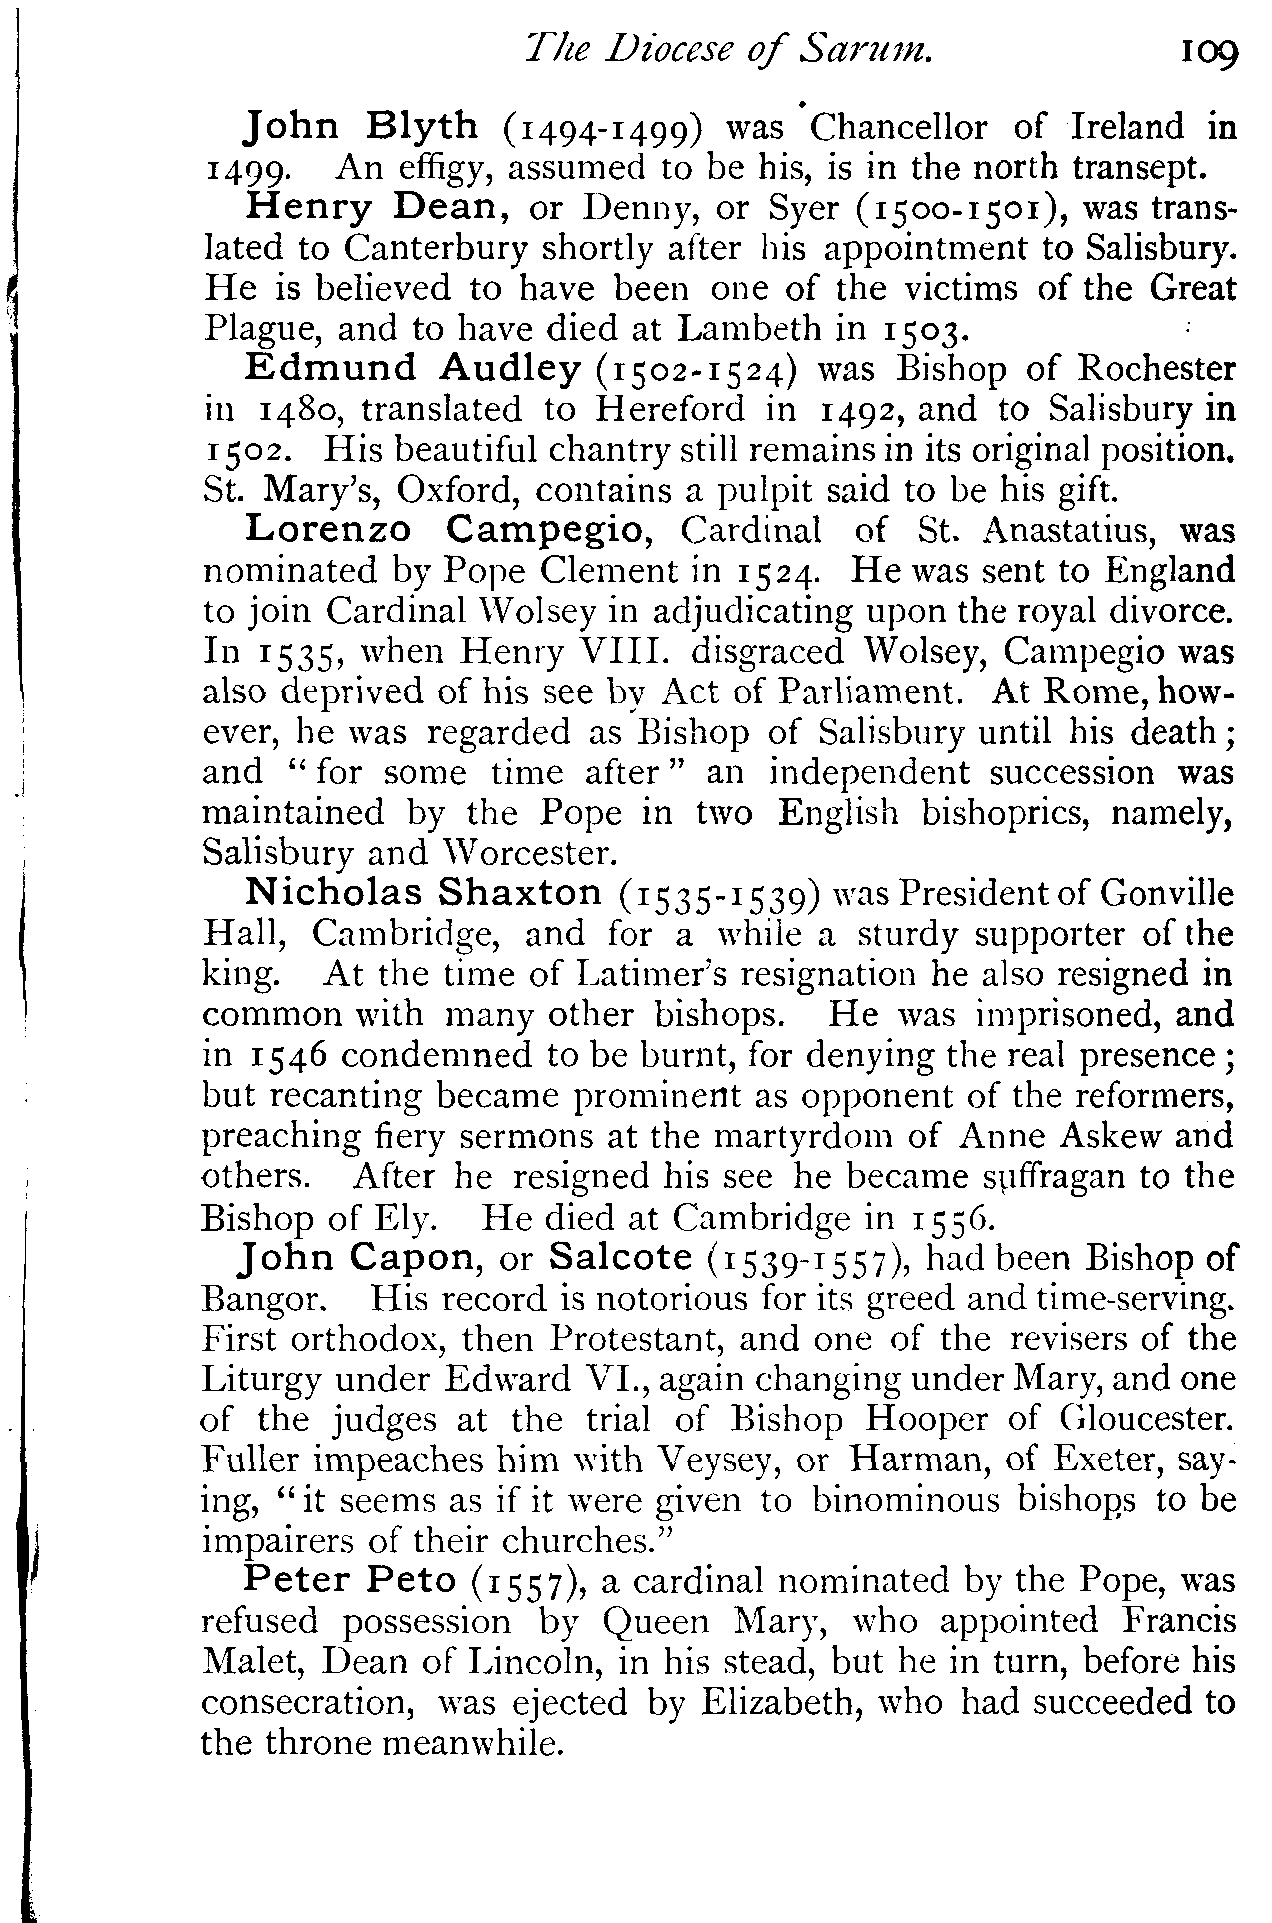 The Diocese of Sarum. 109
John Blyth (1494-1499) was Chancellor of Ireland in
1499. An effigy, assumed to be his, is in the north transept.
Henry Dean, or Denny, or Syer (1500-1501), was trans-
lated to Canterbury shortly after his appointment to Salisbury.
He is believed to have been one of the victims of the Great
Plague, and to have died at Lambeth in 1503.
Edmund Audley (1502-1524) was Bishop of Rochester
in 1480, translated to Hereford in 1492, and to Salisbury in
1502. His beautiful chantry still remains in its original position.
St. Mary's, Oxford, contains a pulpit said to be his gift.
Lorenzo Campegio, Cardinal of St. Anastatius, was
nominated by Pope Clement in 1524. He was sent to England
to join Cardinal Wolsey in adjudicating upon the royal divorce.
In 1535, when Henry VIII. disgraced Wolsey, Campegio was
also deprived of his see by Act of Parliament. At Rome, how-
ever, he was regarded as Bishop of Salisbury until his death;
and "for some time after" an independent succession was
maintained by the Pope in two English bishoprics, namely,
Salisbury and Worcester.
Nicholas Shaxton (1535-1539) was President of Gonville
Hall, Cambridge, and for a while a sturdy supporter of the
king. At the time of Latimer's resignation he also resigned in
common with many other bishops. He was imprisoned, and
in 1546 condemned to be burnt, for denying the real presence;
but recanting became prominent as opponent of the reformers,
preaching fiery sermons at the martyrdom of Anne Askew and
others. After he resigned his see he became suffragan to the
Bishop of Ely. He died at Cambridge in 1556.
John Capon, or Salcote (1539-1557), had been Bishop of
Bangor. His record is notorious for its greed and time-serving.
First orthodox, then Protestant, and one of the revisers of the
Liturgy under Edward VI., again changing under Mary, and one
of the judges at the trial of Bishop Hooper of Gloucester.
Fuller impeaches him with Veysey, or Harman, of Exeter, say-
ing, "it seems as if it were given to binominous bishops to be
impairers of their churches."
Peter Peto (1557), a cardinal nominated by the Pope, was
refused possession by Queen Mary, who appointed Francis
Malet, Dean of Lincoln, in his stead, but he in turn, before his
consecration, was ejected by Elizabeth, who had succeeded to
the throne meanwhile.